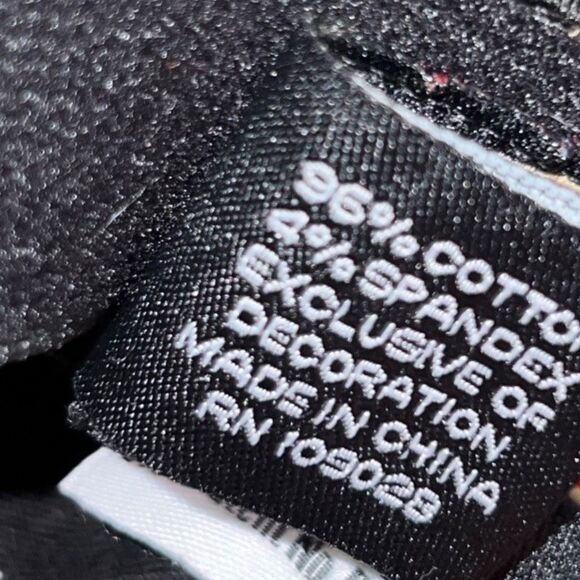 96% COTTON
4% SPANDEX
EXCLUSIVE OF
DECORATION
MADE IN CHINA
RN 109028